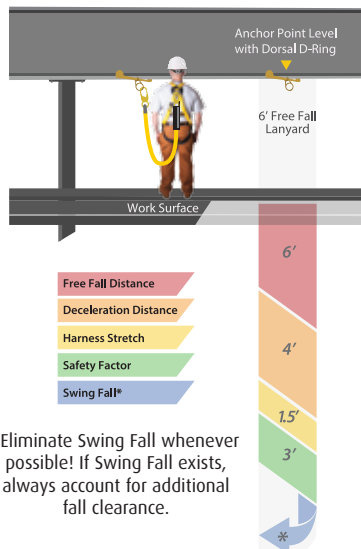 Anchor Point Level
with Dorsal D-Ring
6' Free Fall
Lanyard
Work Surface
6'
4'
1.5'
3'
*
Free Fall Distance
Deceleration Distance
Harness Stretch
Safety Factor
Swing Fall*
Eliminate Swing Fall whenever
possible! If Swing Fall exists,
always account for additional
fall clearance.